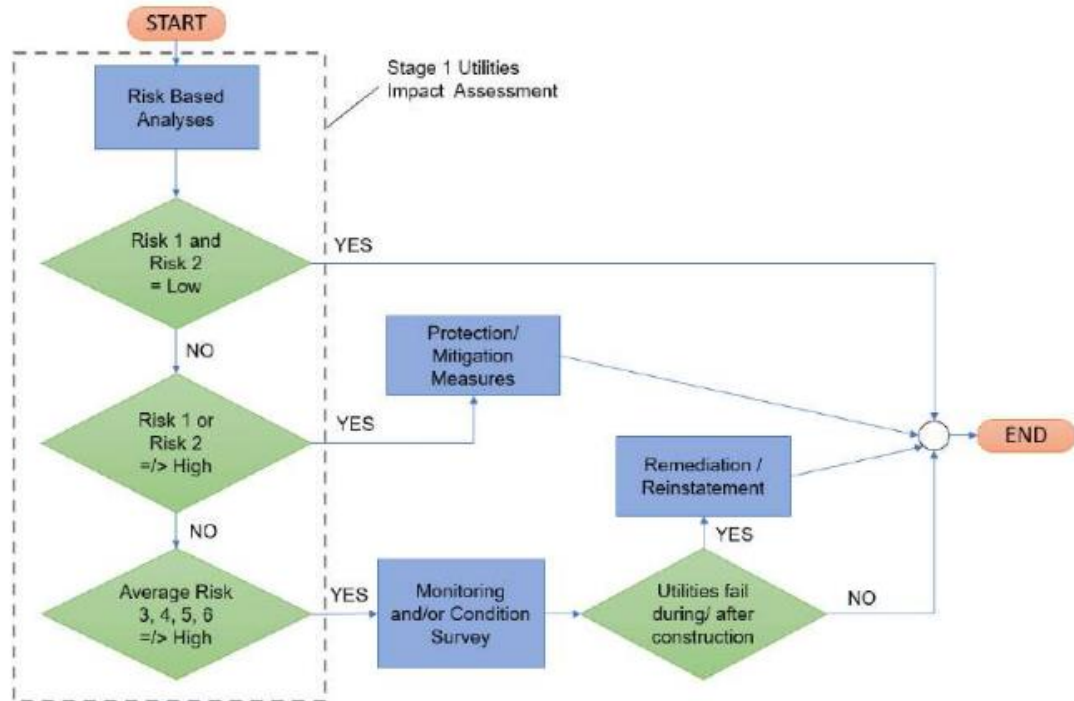 START
Stage 1 Utilities
Impact Assessment
Risk Based
Analyses
Risk 1 and
Risk 2
= Low
YES
NO
Protection/
Mitigation
Measures
Risk 1 or
Risk 2
=/> High
YES
END
Remediation /
Reinstatement
NO
YES
Average Risk
3, 4, 5, 6
=/> High
YES
Monitoring
and/or Condition
Survey
Utilities fail
during/ after
construction
NO